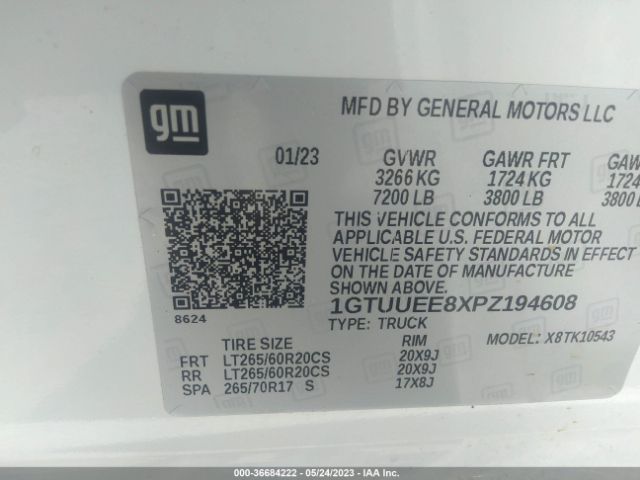 gm
MFD BY GENERAL MOTORS LLC
01/23 GVWR GAWR FRT GAW
3266 KG 1724 KG 1724
7200 LB 3800 LB 3800 L
THIS VEHICLE CONFORMS TO ALL
APPLICABLE U.S. FEDERAL MOTOR
VEHICLE SAFETY STANDARDS IN EFFECT
ON THE DATE OF MANUFACTURE
SHOWN ABOVE.
8624 1GTUUEE8XPZ194608
TYPE: TRUCK MODEL: X8TK10543
TIRE SIZE RIM
FRT LT265/60R20CS 20X9J
RR LT265/60R20CS 20X9J
SPA 265/70R17 S 17X8J
000-36684222 - 05/24/2023 - IAA Inc.